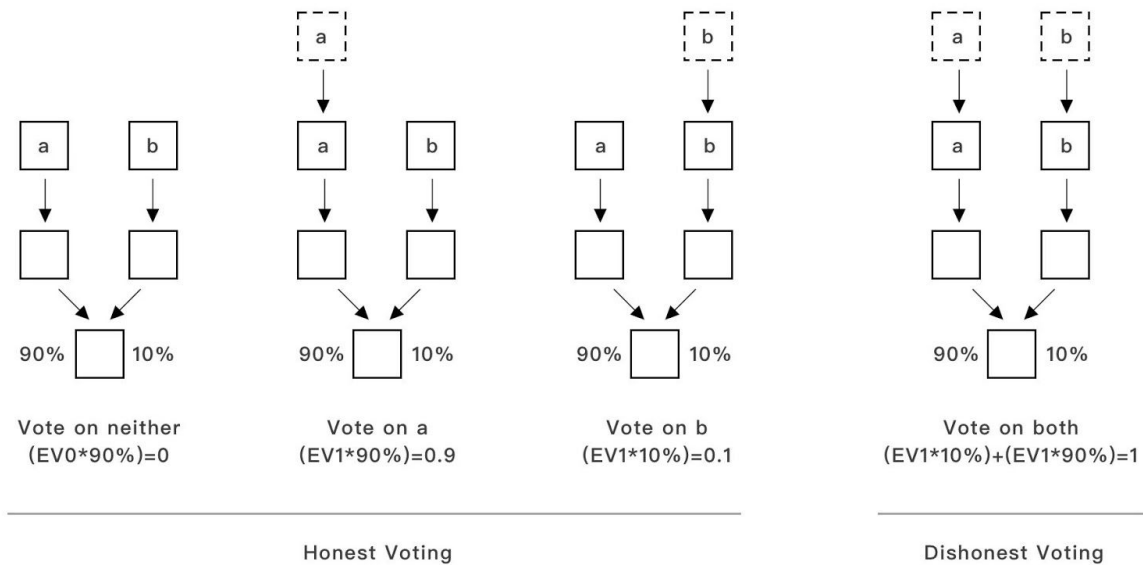 a
b
a
b
a
b
a
b
a
b
a
b
90%
10%
90%
10%
90%
10%
90%
10%
Vote on neither
(EV0*90%)=0
Vote on a
(EV1*90%)=0.9
Vote on b
(EV1*10%)=0.1
Vote on both
(EV1*10%)+(EV1*90%)=1
Honest Voting
Dishonest Voting